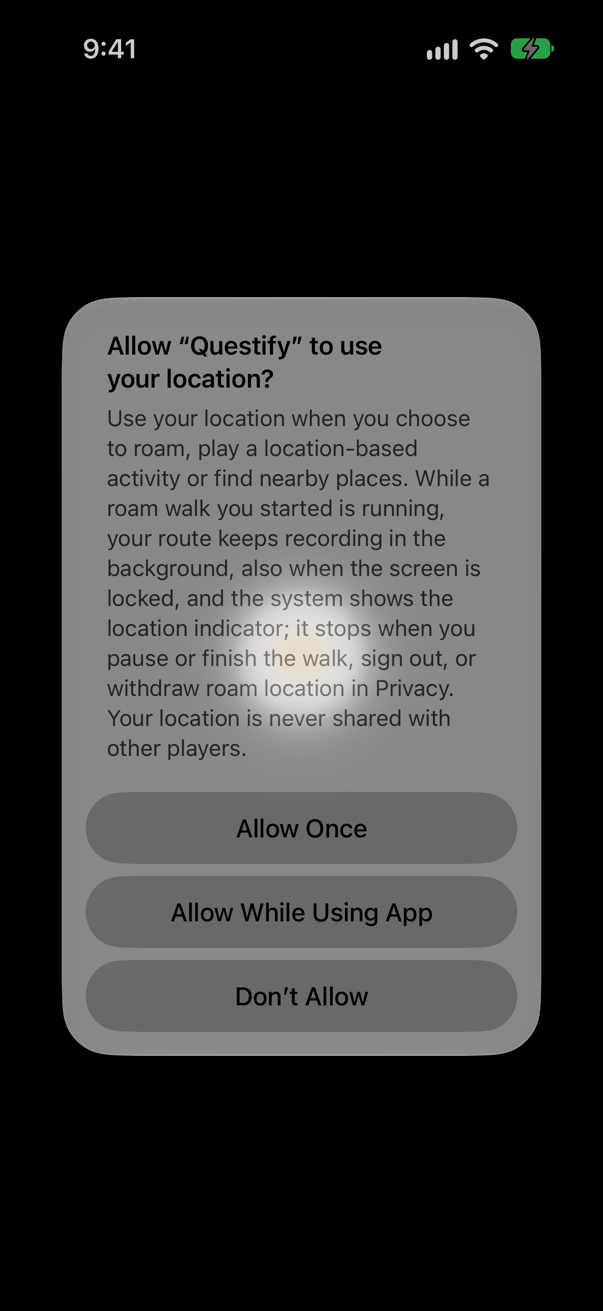 9:41
Allow “Questify” to use
your location?
Use your location when you choose
to roam, play a location-based
activity or find nearby places. While a
roam walk you started is running,
your route keeps recording in the
background, also when the screen is
locked, and the system shows the
location indicator; it stops when you
pause or finish the walk, sign out, or
withdraw roam location in Privacy.
Your location is never shared with
other players.
Allow Once
Allow While Using App
Don’t Allow